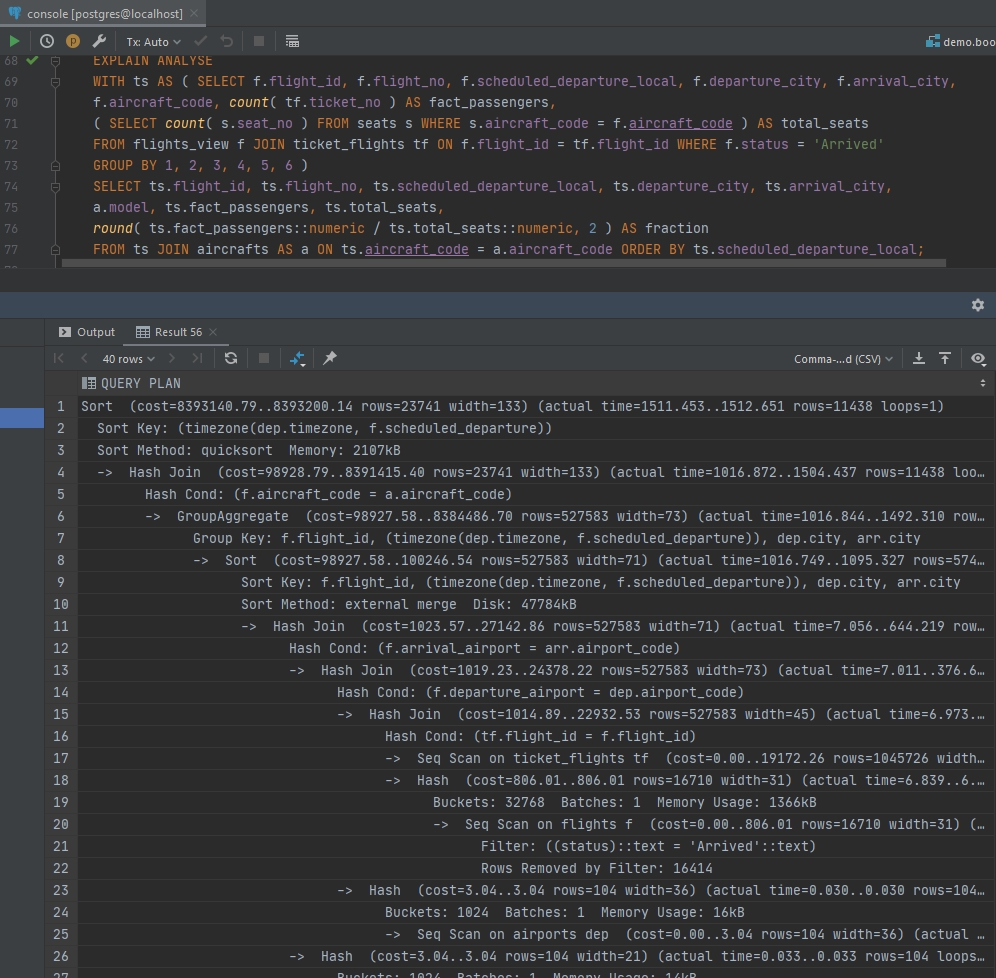 console [postgres@localhost]
Tx: Auto
demo.boo
68 EXPLAIN ANALYSE
69 WITH ts AS ( SELECT f.flight_id, f.flight_no, f.scheduled_departure_local, f.departure_city, f.arrival_city,
70 f.aircraft_code, count( tf.ticket_no ) AS fact_passengers,
71 ( SELECT count( s.seat_no ) FROM seats s WHERE s.aircraft_code = f.aircraft_code ) AS total_seats
72 FROM flights_view f JOIN ticket_flights tf ON f.flight_id = tf.flight_id WHERE f.status = 'Arrived'
73 GROUP BY 1, 2, 3, 4, 5, 6 )
74 SELECT ts.flight_id, ts.flight_no, ts.scheduled_departure_local, ts.departure_city, ts.arrival_city,
75 a.model, ts.fact_passengers, ts.total_seats,
76 round( ts.fact_passengers::numeric / ts.total_seats::numeric, 2 ) AS fraction
77 FROM ts JOIN aircrafts AS a ON ts.aircraft_code = a.aircraft_code ORDER BY ts.scheduled_departure_local;
Output Result 56
40 rows Comma-...d (CSV)
QUERY PLAN
1 Sort (cost=8393140.79..8393200.14 rows=23741 width=133) (actual time=1511.453..1512.651 rows=11438 loops=1)
2 Sort Key: (timezone(dep.timezone, f.scheduled_departure))
3 Sort Method: quicksort Memory: 2107kB
4 -> Hash Join (cost=98928.79..8391415.40 rows=23741 width=133) (actual time=1016.872..1504.437 rows=11438 loo...
5 Hash Cond: (f.aircraft_code = a.aircraft_code)
6 -> GroupAggregate (cost=98927.58..8384486.70 rows=527583 width=73) (actual time=1016.844..1492.310 row...
7 Group Key: f.flight_id, (timezone(dep.timezone, f.scheduled_departure)), dep.city, arr.city
8 -> Sort (cost=98927.58..100246.54 rows=527583 width=71) (actual time=1016.749..1095.327 rows=574...
9 Sort Key: f.flight_id, (timezone(dep.timezone, f.scheduled_departure)), dep.city, arr.city
10 Sort Method: external merge Disk: 47784kB
11 -> Hash Join (cost=1023.57..27142.86 rows=527583 width=71) (actual time=7.056..644.219 row...
12 Hash Cond: (f.arrival_airport = arr.airport_code)
13 -> Hash Join (cost=1019.23..24378.22 rows=527583 width=73) (actual time=7.011..376.6...
14 Hash Cond: (f.departure_airport = dep.airport_code)
15 -> Hash Join (cost=1014.89..22932.53 rows=527583 width=45) (actual time=6.973...
16 Hash Cond: (tf.flight_id = f.flight_id)
17 -> Seq Scan on ticket_flights tf (cost=0.00..19172.26 rows=1045726 width...
18 -> Hash (cost=806.01..806.01 rows=16710 width=31) (actual time=6.839..6....
19 Buckets: 32768 Batches: 1 Memory Usage: 1366kB
20 -> Seq Scan on flights f (cost=0.00..806.01 rows=16710 width=31) (...
21 Filter: ((status)::text = 'Arrived'::text)
22 Rows Removed by Filter: 16414
23 -> Hash (cost=3.04..3.04 rows=104 width=36) (actual time=0.030..0.030 rows=104...
24 Buckets: 1024 Batches: 1 Memory Usage: 16kB
25 -> Seq Scan on airports dep (cost=0.00..3.04 rows=104 width=36) (actual ...
26 -> Hash (cost=3.04..3.04 rows=104 width=21) (actual time=0.033..0.033 rows=104 loops...
27 Buckets: 1024 Batches: 1 Memory Usage: 14kB